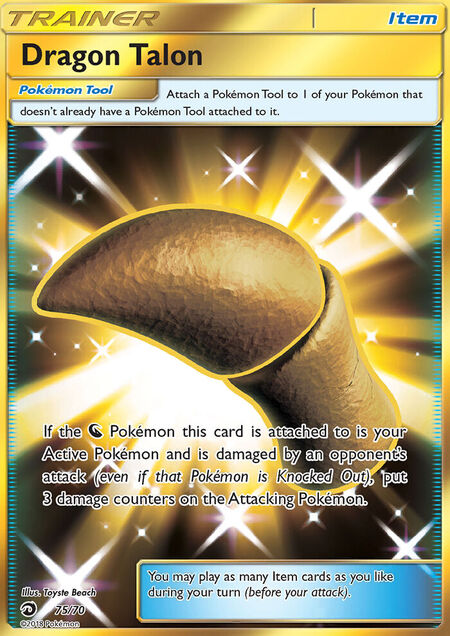 TRAINER Item
Dragon Talon
Pokémon Tool Attach a Pokémon Tool to 1 of your Pokémon that
doesn't already have a Pokémon Tool attached to it.
If the Pokémon this card is attached to is your
Active Pokémon and is damaged by an opponent's
attack (even if that Pokémon is Knocked Out), put
3 damage counters on the Attacking Pokémon.
You may play as many Item cards as you like
during your turn (before your attack).
Illus. Toyste Beach
75/70
©2018 Pokémon